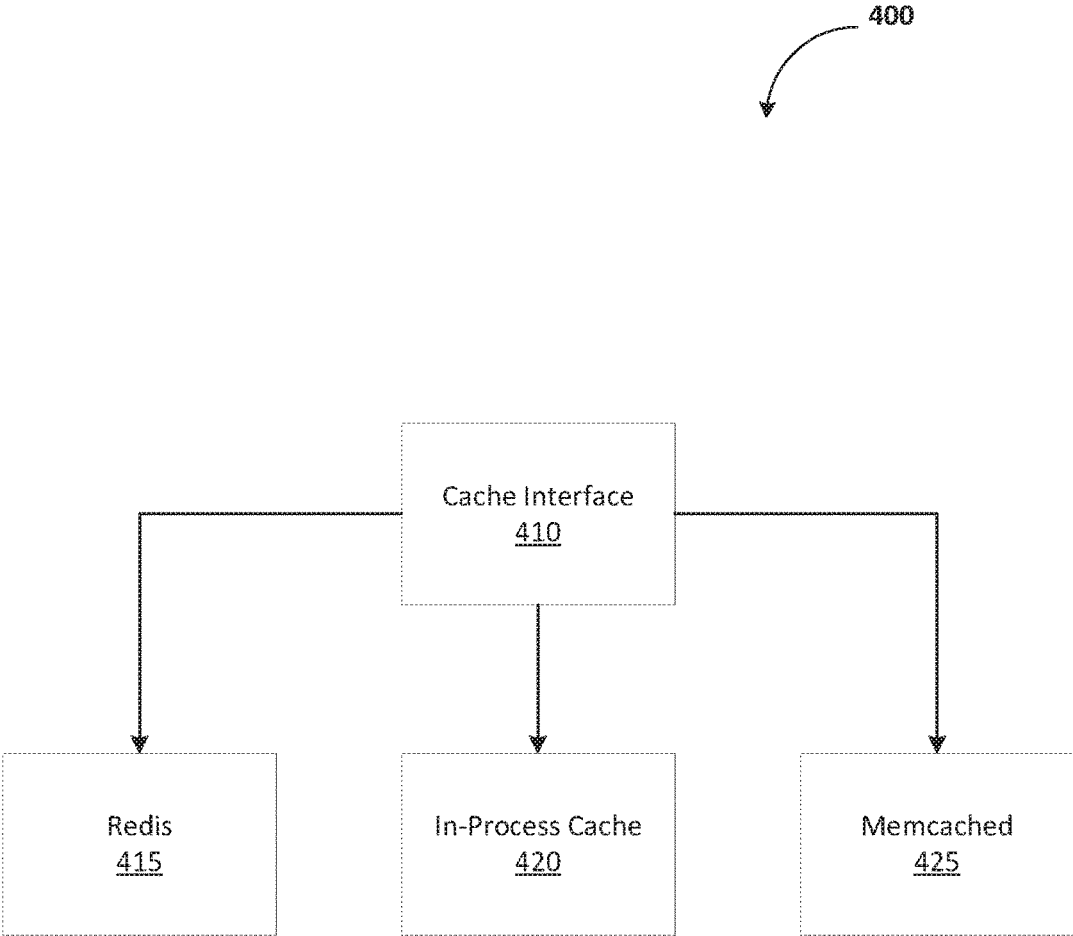 400
Cache Interface
410
Redis
415
In-Process Cache
420
Memcached
425